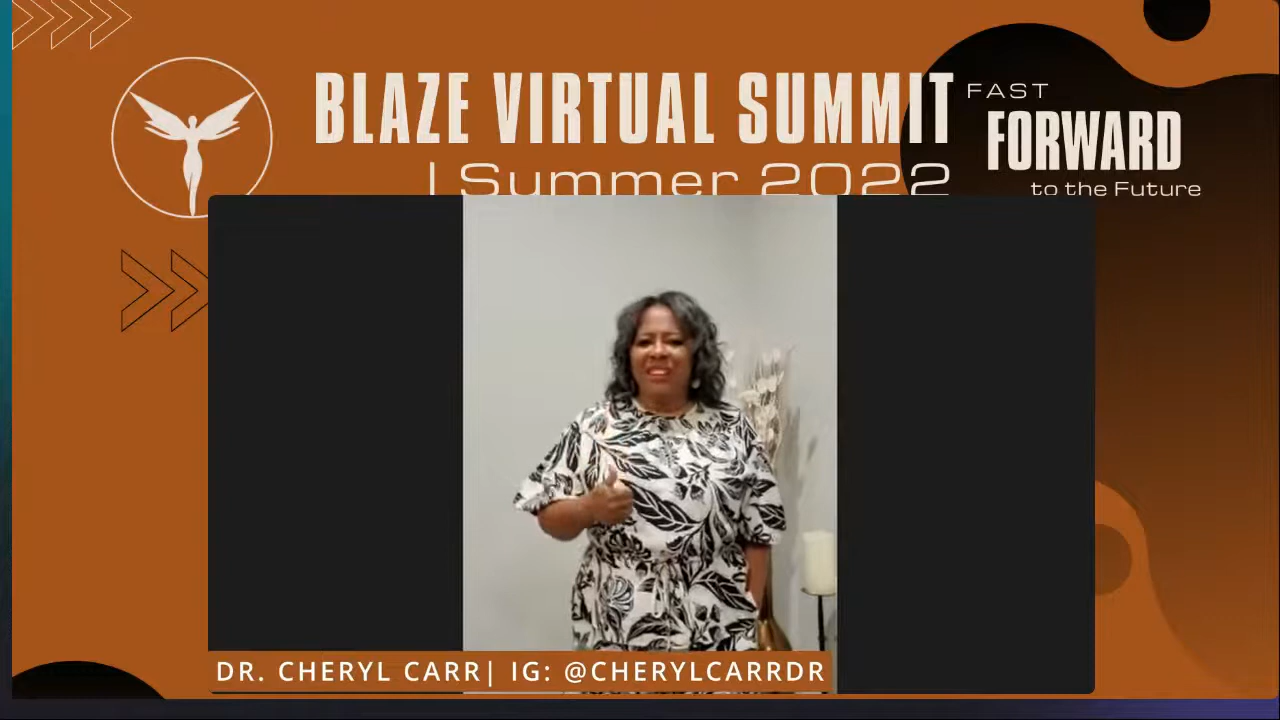 BLAZE VIRTUAL SUMMIT
| Summer 2022
FAST
FORWARD
to the Future
DR. CHERYL CARR| IG: @CHERYLCARRDR